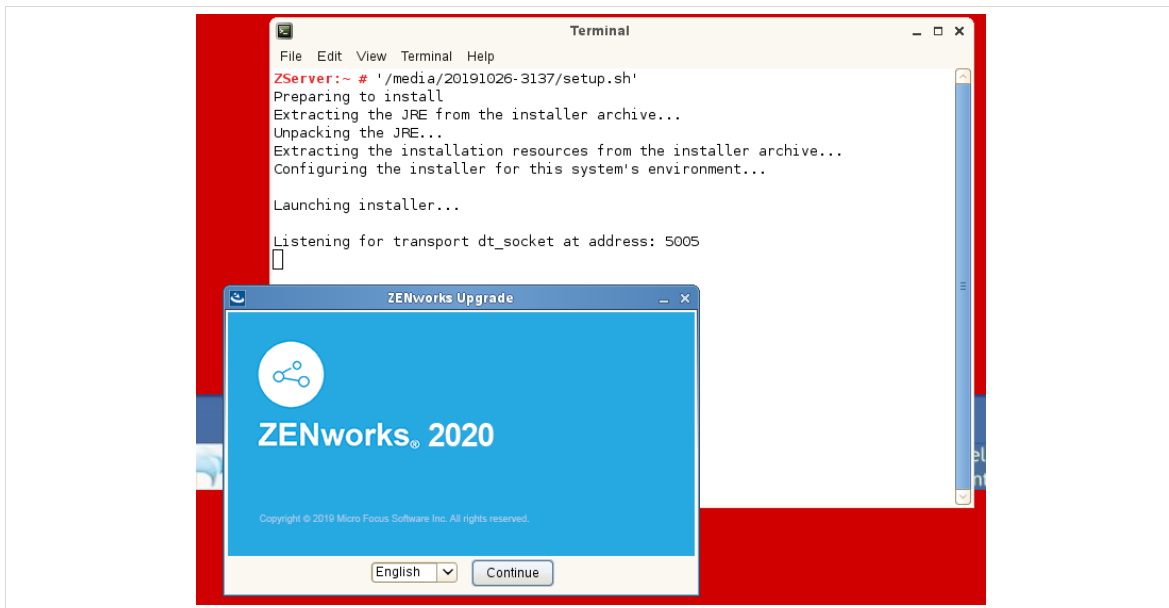 Terminal
File Edit View Terminal Help
ZServer:~ # '/media/20191026-3137/setup.sh'
Preparing to install
Extracting the JRE from the installer archive...
Unpacking the JRE...
Extracting the installation resources from the installer archive...
Configuring the installer for this system's environment...
Launching installer...
Listening for transport dt_socket at address: 5005
ZENworks Upgrade
ZENworks® 2020
Copyright © 2019 Micro Focus Software Inc. All rights reserved.
English
Continue